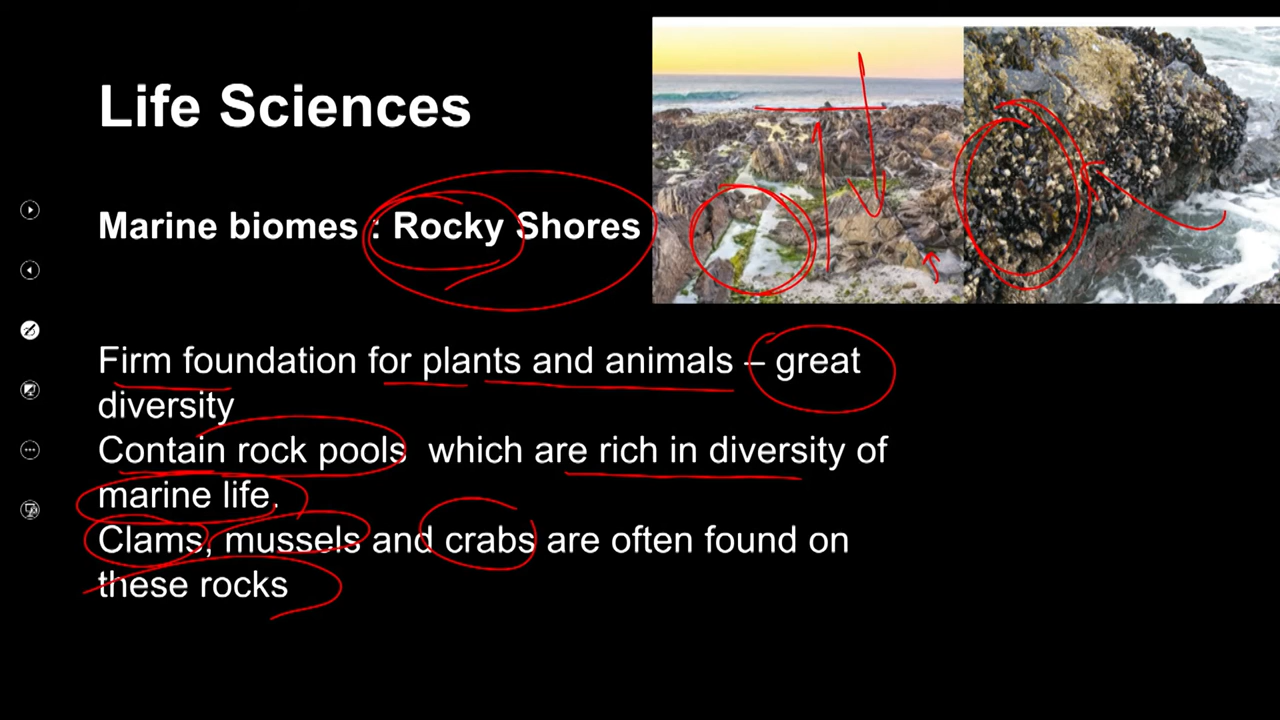 Life Sciences
Marine biomes : Rocky Shores
Firm foundation for plants and animals – great
diversity
Contain rock pools  which are rich in diversity of
marine life.
Clams, mussels and crabs are often found on
these rocks